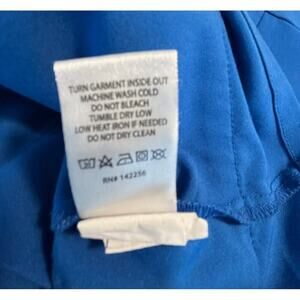 TURN GARMENT INSIDE OUT
MACHINE WASH COLD
DO NOT BLEACH
TUMBLE DRY LOW
LOW HEAT IRON IF NEEDED
DO NOT DRY CLEAN
RN# 142256